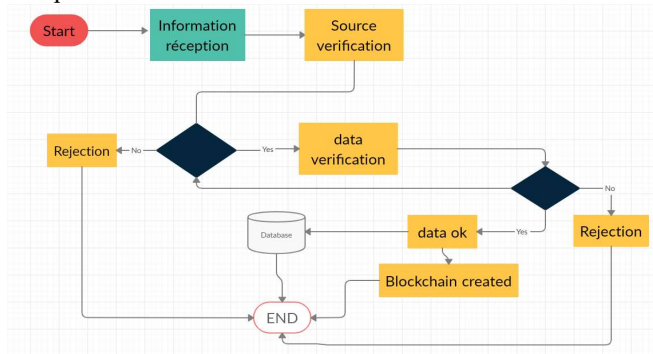 Start
Information
réception
Source
verification
Rejection
No
Yes
data
verification
No
Database
data ok
Yes
Rejection
Blockchain created
END